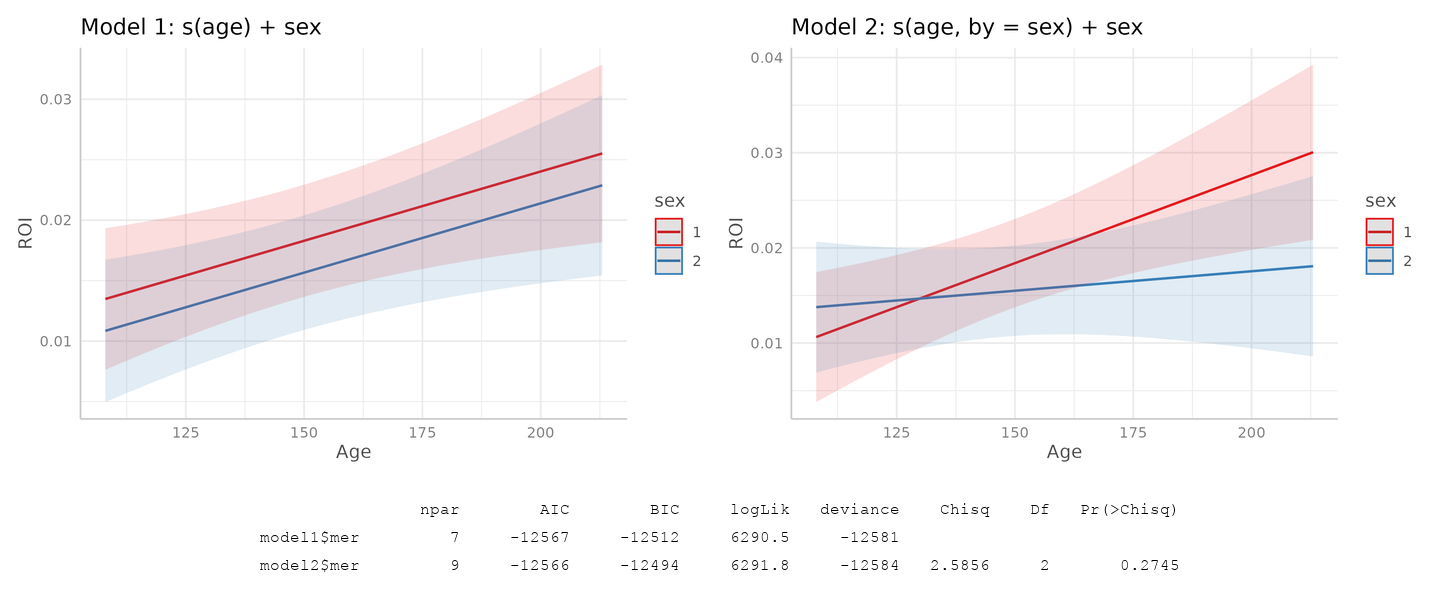 Model 1: s(age) + sex
0.03
0.02
0.01
ROI
125 150 175 200
Age
sex
1
2
Model 2: s(age, by = sex) + sex
0.04
0.03
0.02
0.01
ROI
125 150 175 200
Age
sex
1
2
npar AIC BIC logLik deviance Chisq Df Pr(>Chisq)
model1$mer 7 -12567 -12512 6290.5 -12581
model2$mer 9 -12566 -12494 6291.8 -12584 2.5856 2 0.2745